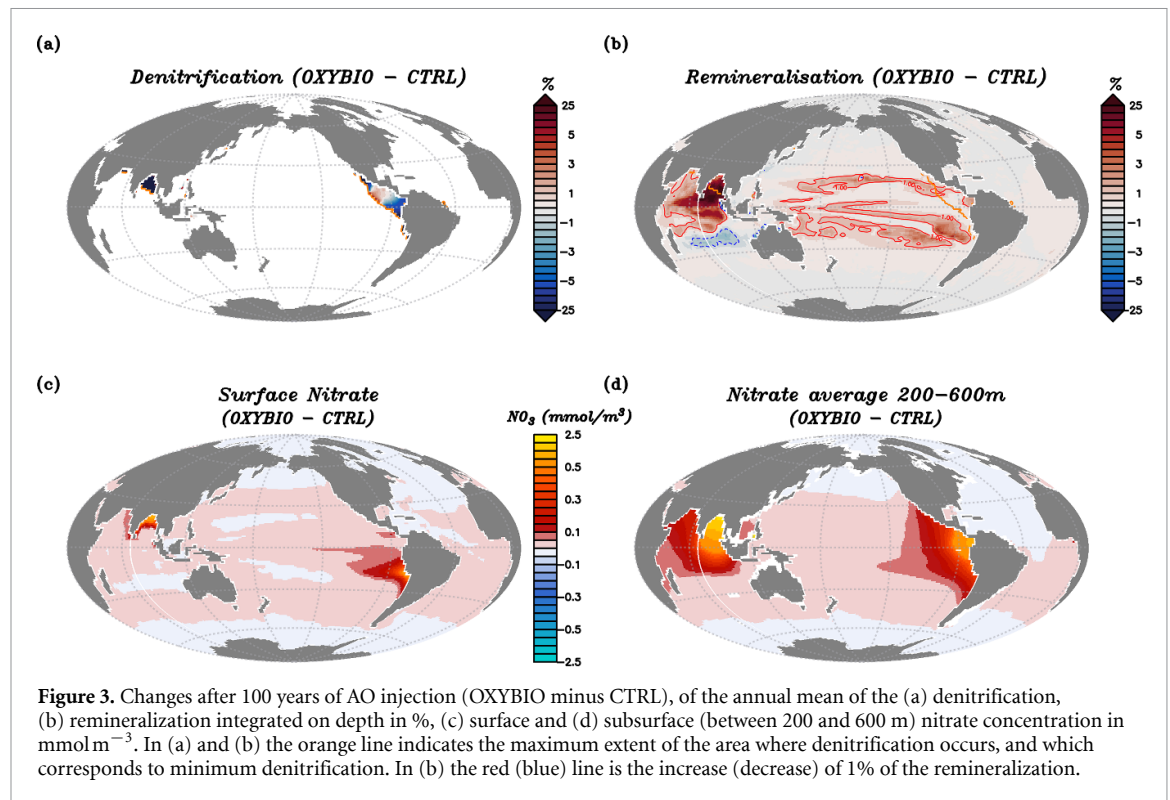 (a)
Denitrification (OXYBIO – CTRL)
%
25
5
3
1
−1
−3
−5
−25
(b)
Remineralisation (OXYBIO – CTRL)
%
25
5
3
1
−1
−3
−5
−25
1.00
1.00
1.00
(c)
Surface Nitrate
(OXYBIO – CTRL)
NO₃ (mmol/m³)
2.5
0.5
0.3
0.1
−0.1
−0.3
−0.5
−2.5
(d)
Nitrate average 200–600m
(OXYBIO – CTRL)
Figure 3. Changes after 100 years of AO injection (OXYBIO minus CTRL), of the annual mean of the (a) denitrification,
(b) remineralization integrated on depth in %, (c) surface and (d) subsurface (between 200 and 600 m) nitrate concentration in
mmol m⁻³. In (a) and (b) the orange line indicates the maximum extent of the area where denitrification occurs, and which
corresponds to minimum denitrification. In (b) the red (blue) line is the increase (decrease) of 1% of the remineralization.